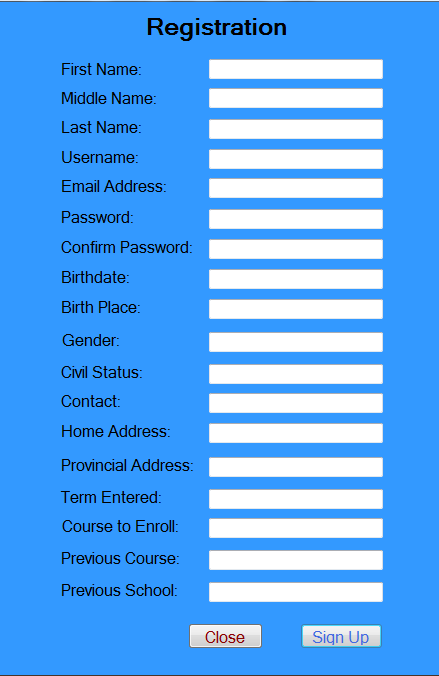 Registration
First Name:
Middle Name:
Last Name:
Username:
Email Address:
Password:
Confirm Password:
Birthdate:
Birth Place:
Gender:
Civil Status:
Contact:
Home Address:
Provincial Address:
Term Entered:
Course to Enroll:
Previous Course:
Previous School:
Close Sign Up